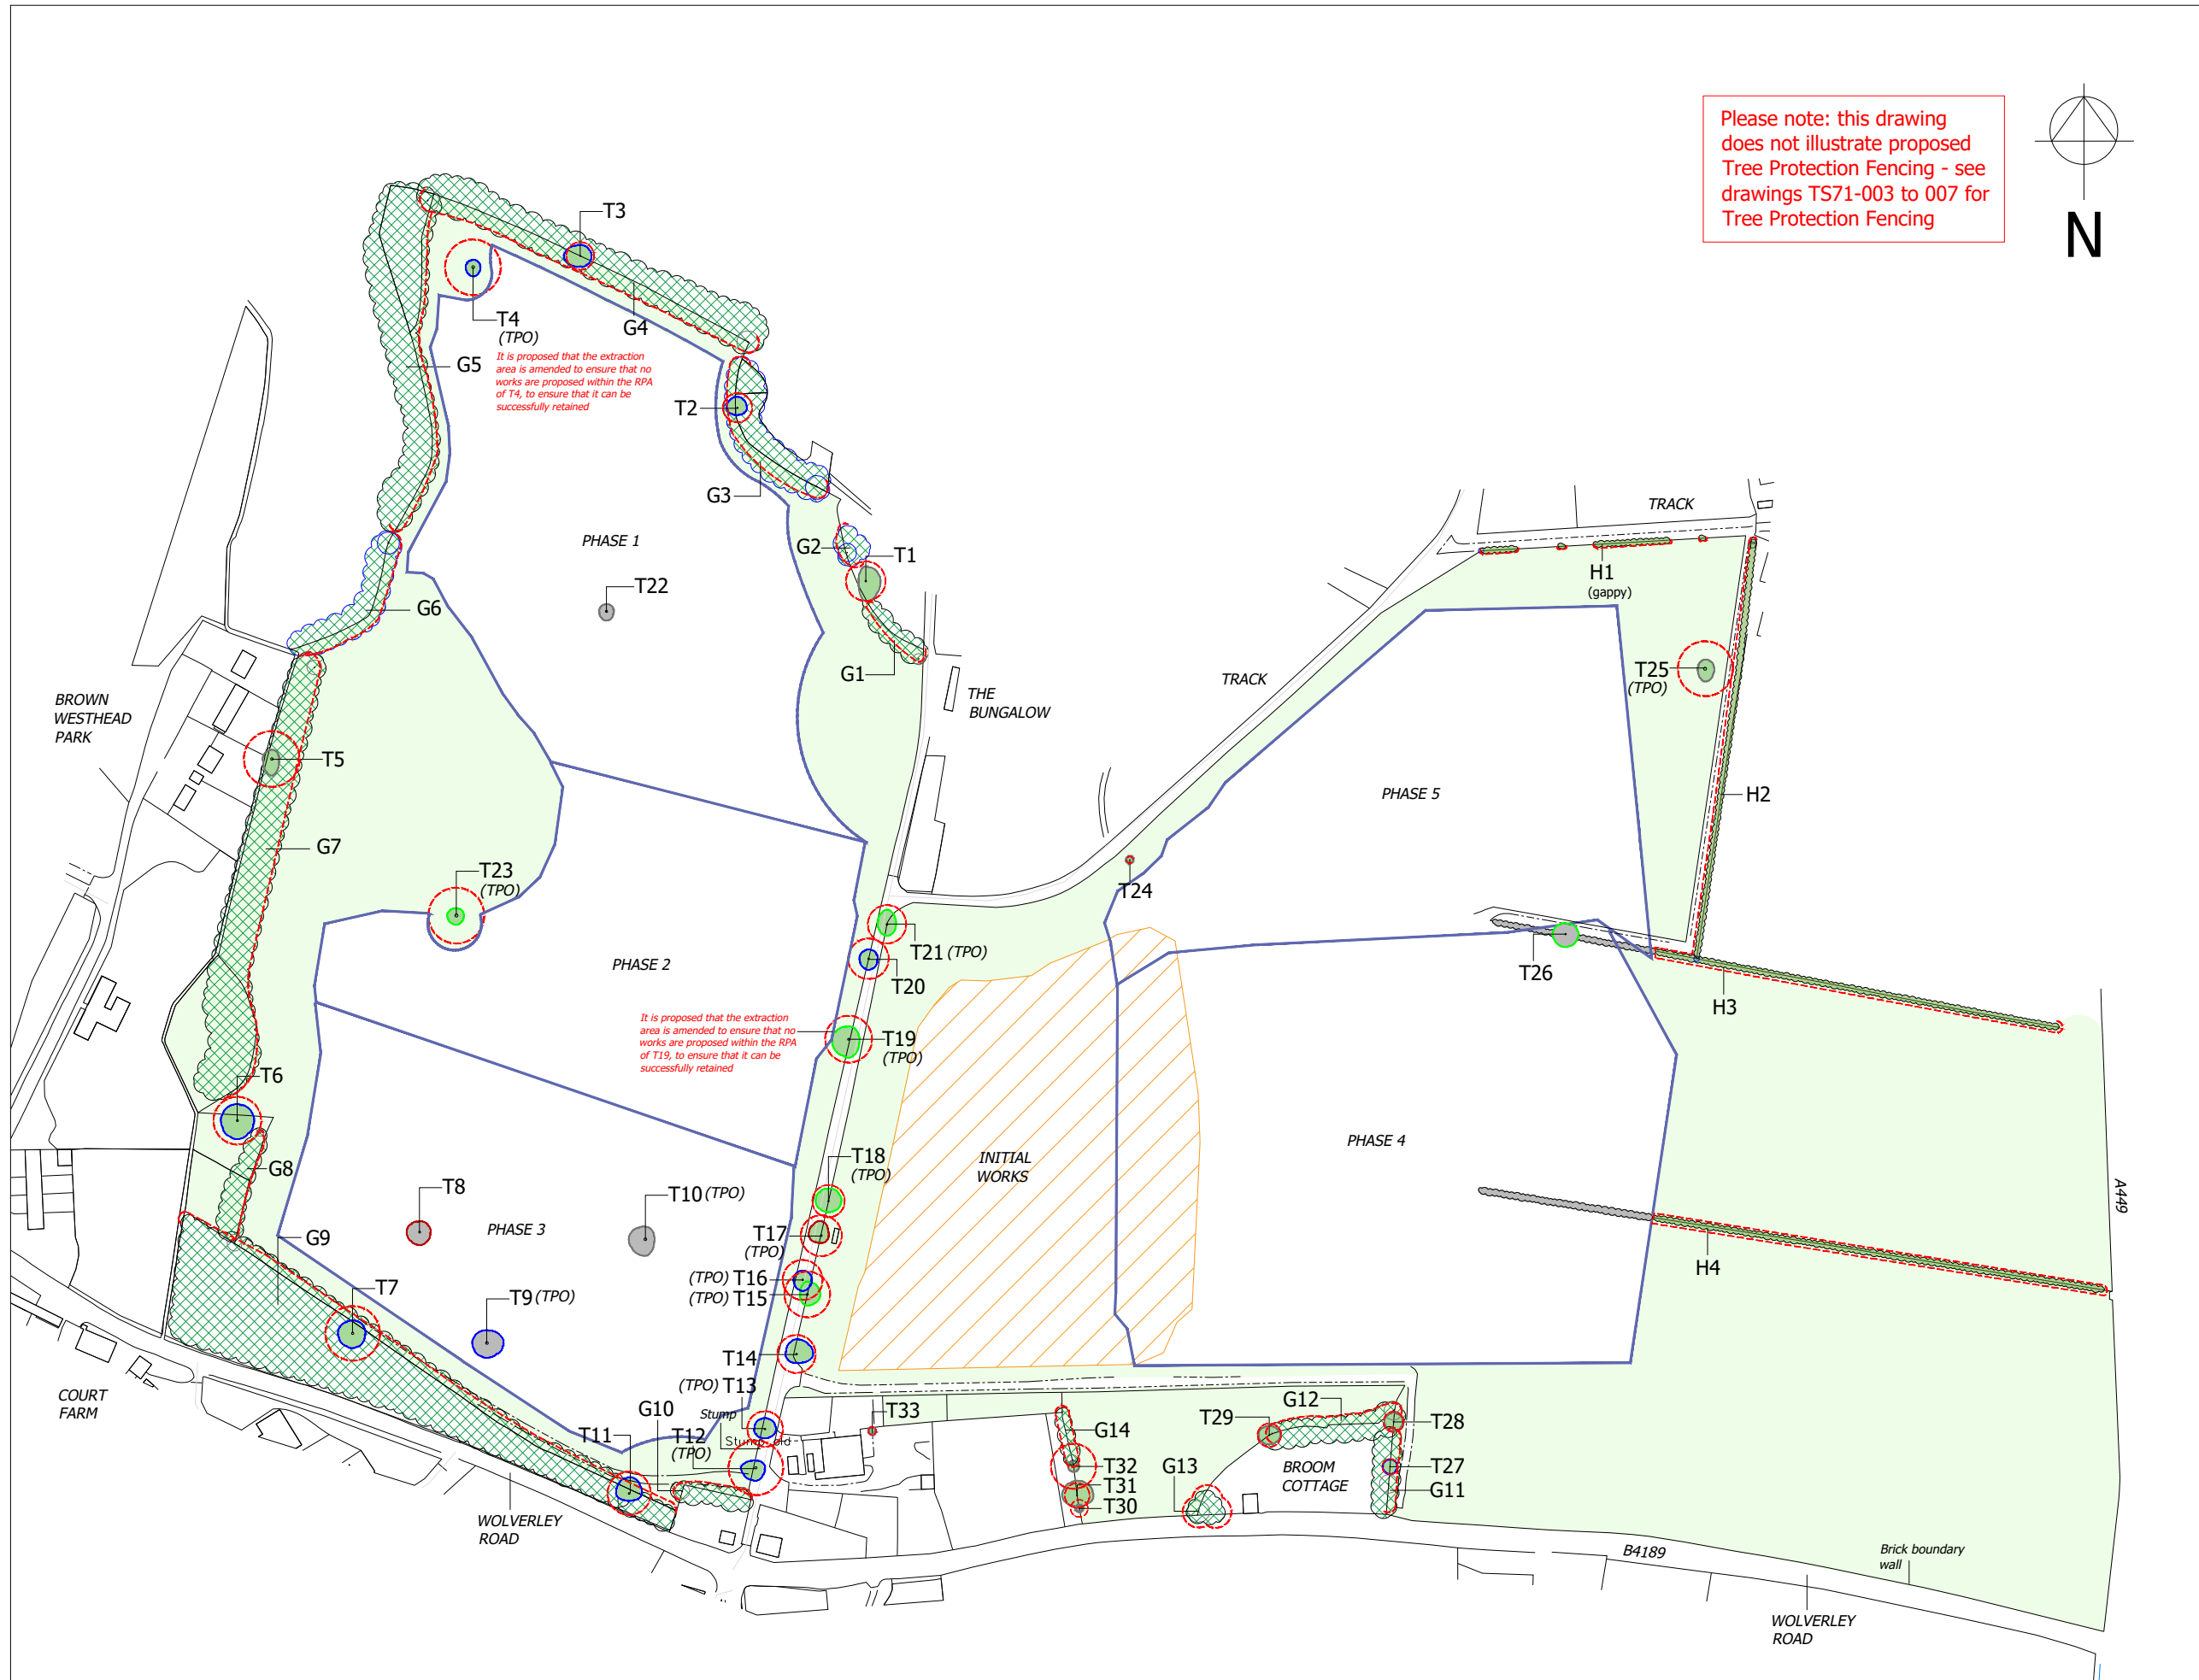 Please note: this drawing
does not illustrate proposed
Tree Protection Fencing - see
drawings TS71-003 to 007 for
Tree Protection Fencing
N
T3
T4
(TPO)
G4
G5
It is proposed that the extraction
area is amended to ensure that no
works are proposed within the RPA
of T4, to ensure that it can be
successfully retained
T2
G3
TRACK
PHASE 1
G2
T1
H1
(gappy)
T22
G6
G1
T25
(TPO)
TRACK
BROWN
WESTHEAD
PARK
THE
BUNGALOW
T5
PHASE 5
H2
G7
T23
(TPO)
T24
T21 (TPO)
PHASE 2
T20
T26
H3
It is proposed that the extraction
area is amended to ensure that no
works are proposed within the RPA
of T19, to ensure that it can be
successfully retained
T19
(TPO)
T6
PHASE 4
T18
(TPO)
INITIAL
WORKS
G8
T8
T10 (TPO)
A449
PHASE 3
T17
(TPO)
G9
H4
(TPO) T16
T7
T9 (TPO)
(TPO) T15
T14
(TPO) T13
COURT
FARM
G10
Stump
G12
T33
T29
T28
T11
T12
(TPO)
Stump old
G14
T32
BROOM
COTTAGE
T27
G13
T31
G11
T30
WOLVERLEY
ROAD
B4189
Brick boundary
wall
WOLVERLEY
ROAD